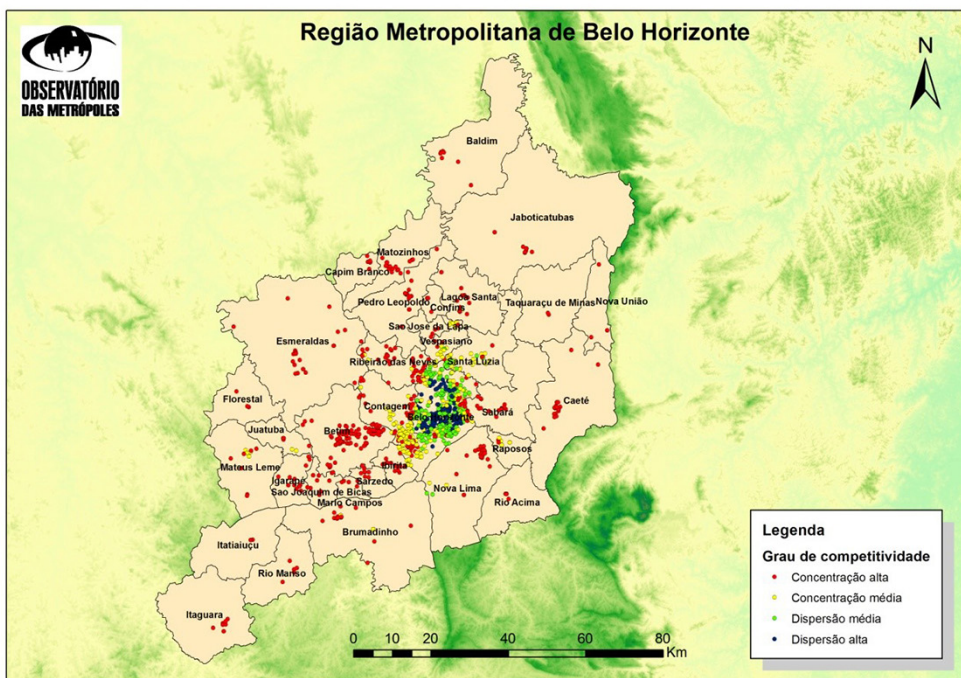 Região Metropolitana de Belo Horizonte
OBSERVATÓRIO
DAS METRÓPOLES
N
Baldim
Jaboticatubas
Matozinhos
Capim Branco
Pedro Leopoldo
Lagoa Santa
Confins
Taquaraçu de Minas
Nova União
Sao José da Lapa
Vespasiano
Esmeraldas
Ribeirão das Neves
Santa Luzia
Florestal
Contagem
Belo Horizonte
Sabará
Caeté
Juatuba
Betim
Mateus Leme
Ibirité
Raposos
Igarapé
Sarzedo
Sao Joaquim de Bicas
Nova Lima
Mario Campos
Rio Acima
Brumadinho
Itatiaiuçu
Rio Manso
Itaguara
0 10 20 40 60 80
Km
Legenda
Grau de competitividade
Concentração alta
Concentração média
Dispersão média
Dispersão alta